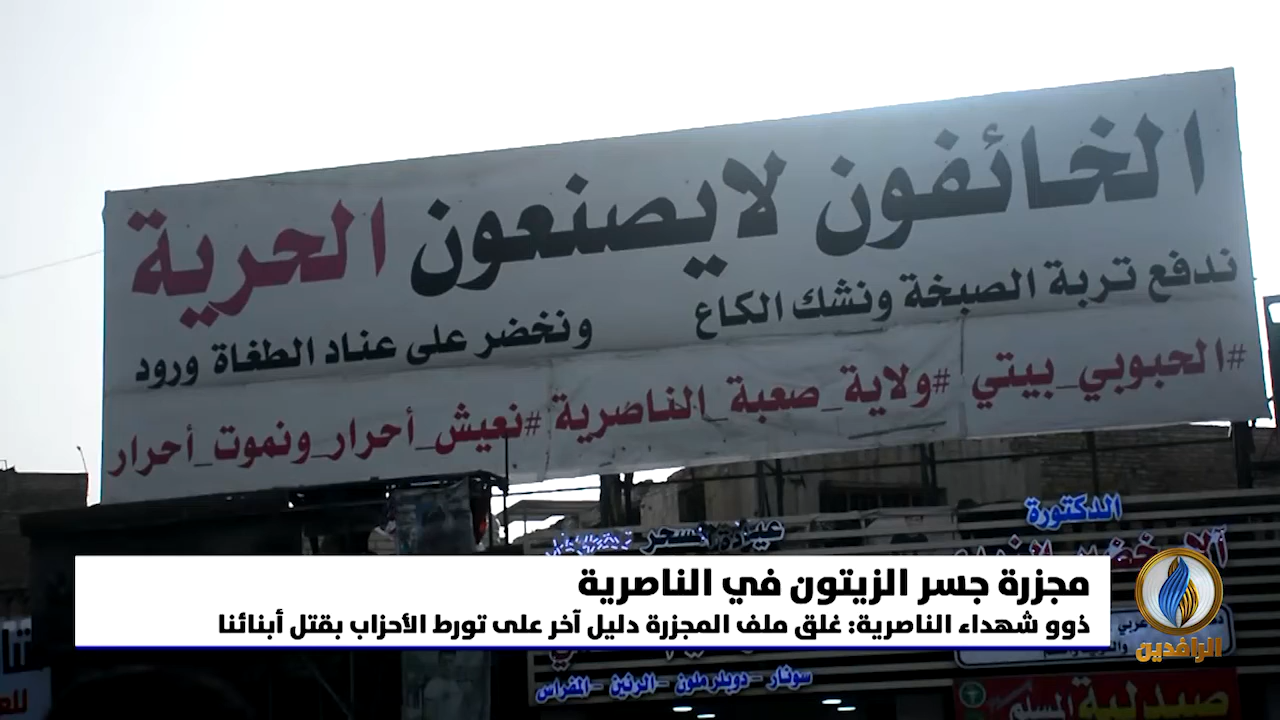 الخائفون لايصنعون الحرية
ندفع تربة الصبخة ونشك الكاع ونخضر على عناد الطغاة ورود
#الحبوبي_بيتي #ولاية_صعبة_الناصرية #نعيش_أحرار_ونموت_أحرار
الدكتورة
عيادة
مجزرة جسر الزيتون في الناصرية
ذوو شهداء الناصرية: غلق ملف المجزرة دليل آخر على تورط الأحزاب بقتل أبنائنا
الرافدين
سونار - دوبلر ملون - الرنين - المفراس
صيدلية المسلم